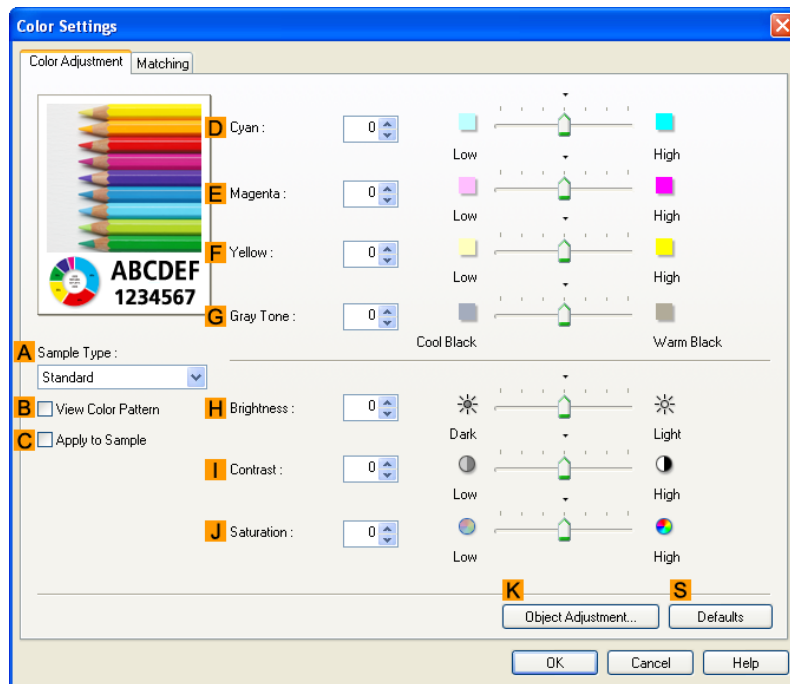 Color Settings
Color Adjustment Matching
D Cyan : 0 Low High
E Magenta : 0 Low High
F Yellow : 0 Low High
ABCDEF
1234567
G Gray Tone : 0 Cool Black Warm Black
A Sample Type :
Standard
B View Color Pattern
C Apply to Sample
H Brightness : 0 Dark Light
I Contrast : 0 Low High
J Saturation : 0 Low High
K S
Object Adjustment... Defaults
OK Cancel Help